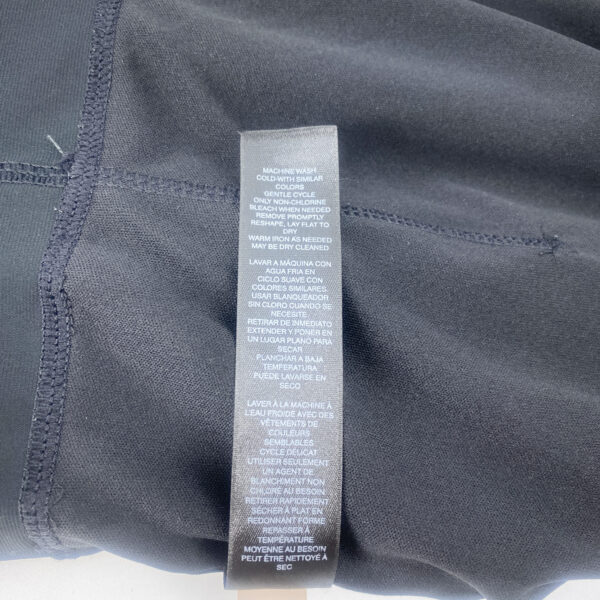 MACHINE WASH
COLD-WITH SIMILAR
COLORS
GENTLE CYCLE
ONLY NON-CHLORINE
BLEACH WHEN NEEDED
REMOVE PROMPTLY
RESHAPE, LAY FLAT TO
DRY
WARM IRON AS NEEDED
MAY BE DRY CLEANED
LAVAR A MÁQUINA CON
AGUA FRIA EN
CICLO SUAVE CON
COLORES SIMILARES.
USAR BLANQUEADOR
SIN CLORO CUANDO SE
NECESITE
RETIRAR DE INMEDIATO
EXTENDER Y PONER EN
UN LUGAR PLANO PARA
SECAR
PLANCHAR A BAJA
TEMPERATURA
PUEDE LAVARSE EN
SECO
LAVER À LA MACHINE À
L'EAU FROIDE AVEC DES
VÊTEMENTS DE
COULEURS
SEMBLABLES
CYCLE DÉLICAT
UTILISER SEULEMENT
UN AGENT DE
BLANCHIMENT NON
CHLORÉ AU BESOIN
RETIRER RAPIDEMENT
SÉCHER À PLAT EN
REDONNANT FORME
REPASSER À
TEMPÉRATURE
MOYENNE AU BESOIN
PEUT ÊTRE NETTOYÉ À
SEC